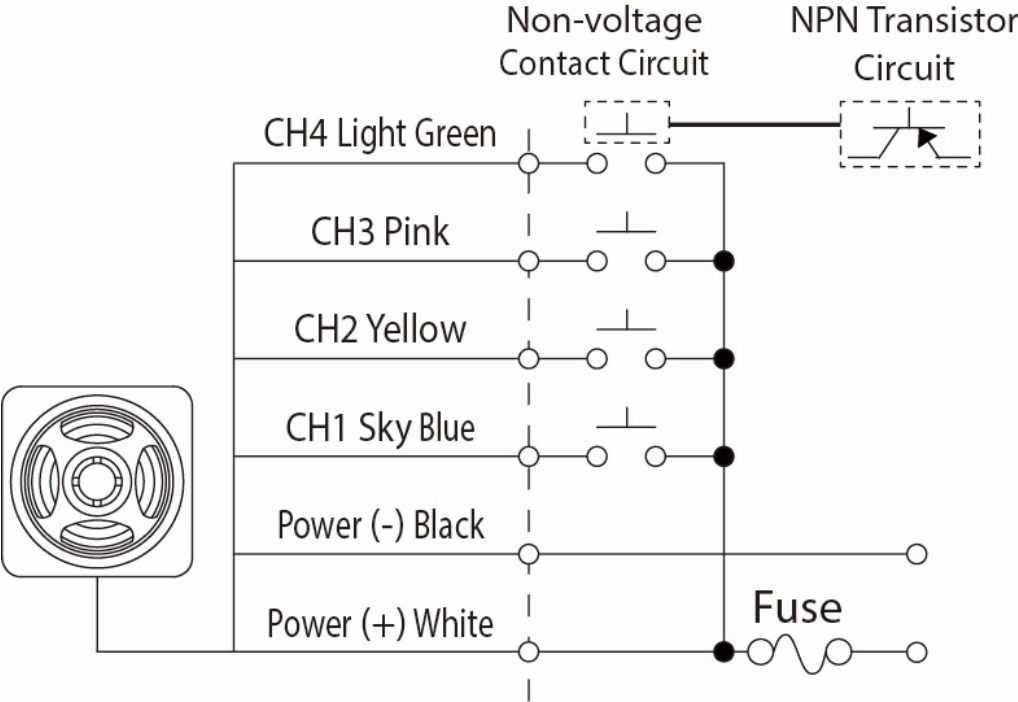 Non-voltage
Contact Circuit
NPN Transistor
Circuit
CH4 Light Green
CH3 Pink
CH2 Yellow
CH1 Sky Blue
Power (-) Black
Power (+) White
Fuse